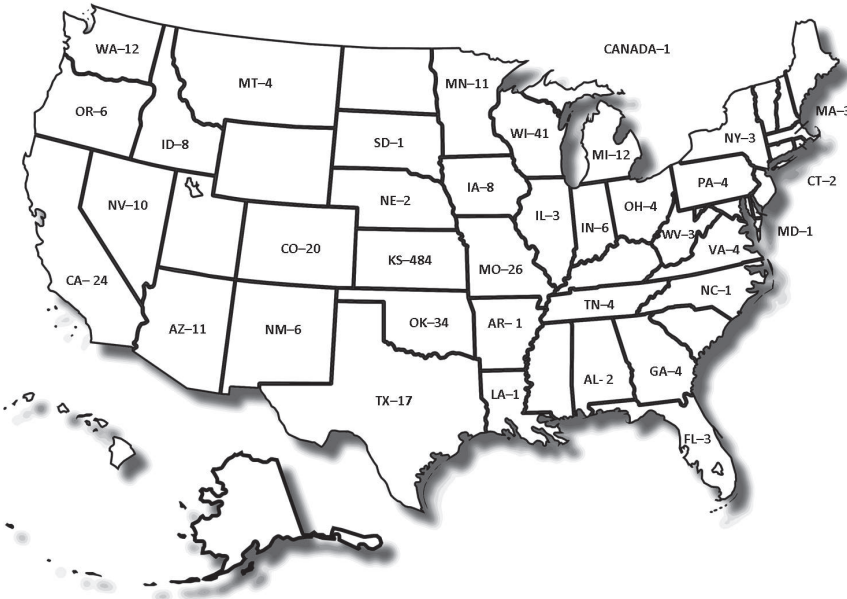 CANADA–1
WA–12
MT–4
MN–11
OR–6
ID–8
SD–1
WI–41
MI–12
NY–3
MA–3
CT–2
NE–2
IA–8
PA–4
NV–10
IL–3
IN–6
OH–4
WV–3
MD–1
VA–4
CO–20
KS–484
MO–26
CA– 24
NC–1
TN–4
AZ–11
NM–6
OK–34
AR– 1
AL- 2
GA–4
TX–17
LA–1
FL–3